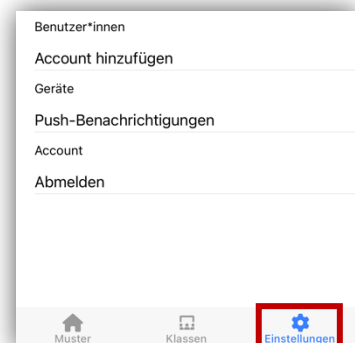 Benutzer*innen
Account hinzufügen
Geräte
Push-Benachrichtigungen
Account
Abmelden
Muster Klassen Einstellungen